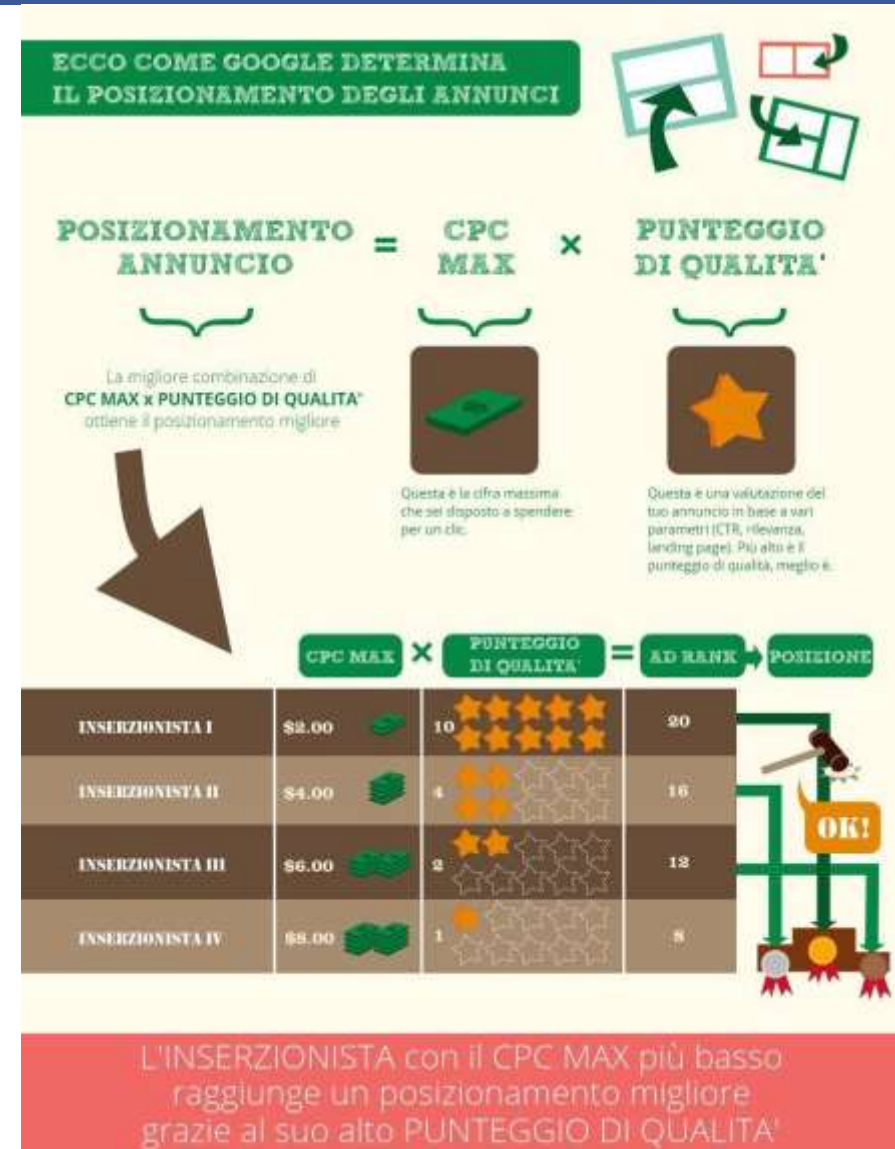 ECCO COME GOOGLE DETERMINA
IL POSIZIONAMENTO DEGLI ANNUNCI
POSIZIONAMENTO
ANNUNCIO
=
CPC
MAX
×
PUNTEGGIO
DI QUALITA'
La migliore combinazione di
CPC MAX x PUNTEGGIO DI QUALITA'
ottiene il posizionamento migliore
Questa è la cifra massima
che sei disposto a spendere
per un clic.
Questa è una valutazione del
tuo annuncio in base a vari
parametri (CTR, rilevanza,
landing page). Più alto è il
punteggio di qualità, meglio è.
CPC MAX × PUNTEGGIO
DI QUALITA' = AD RANK POSIZIONE
INSERZIONISTA I $2.00 10 20
INSERZIONISTA II $4.00 4 16
INSERZIONISTA III $6.00 2 12
INSERZIONISTA IV $8.00 1 8
OK!
L'INSERZIONISTA con il CPC MAX più basso
raggiunge un posizionamento migliore
grazie al suo alto PUNTEGGIO DI QUALITA'